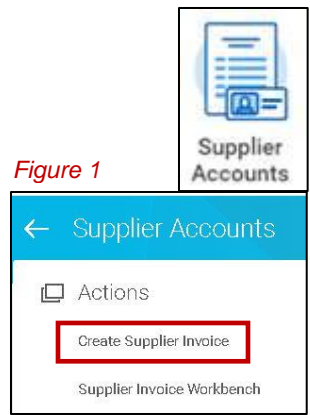 Supplier
Accounts
Figure 1
← Supplier Accounts
Actions
Create Supplier Invoice
Supplier Invoice Workbench